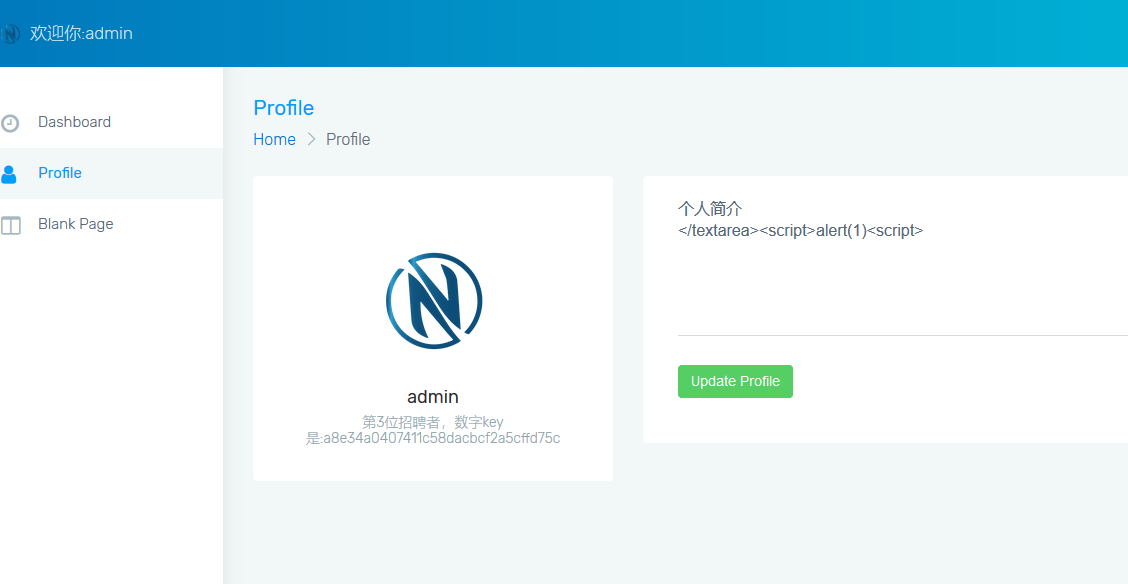 欢迎你:admin
Dashboard
Profile
Blank Page
Profile
Home > Profile
admin
第3位招聘者，数字key
是:a8e34a0407411c58dacbcf2a5cffd75c
个人简介
</textarea><script>alert(1)<script>
Update Profile